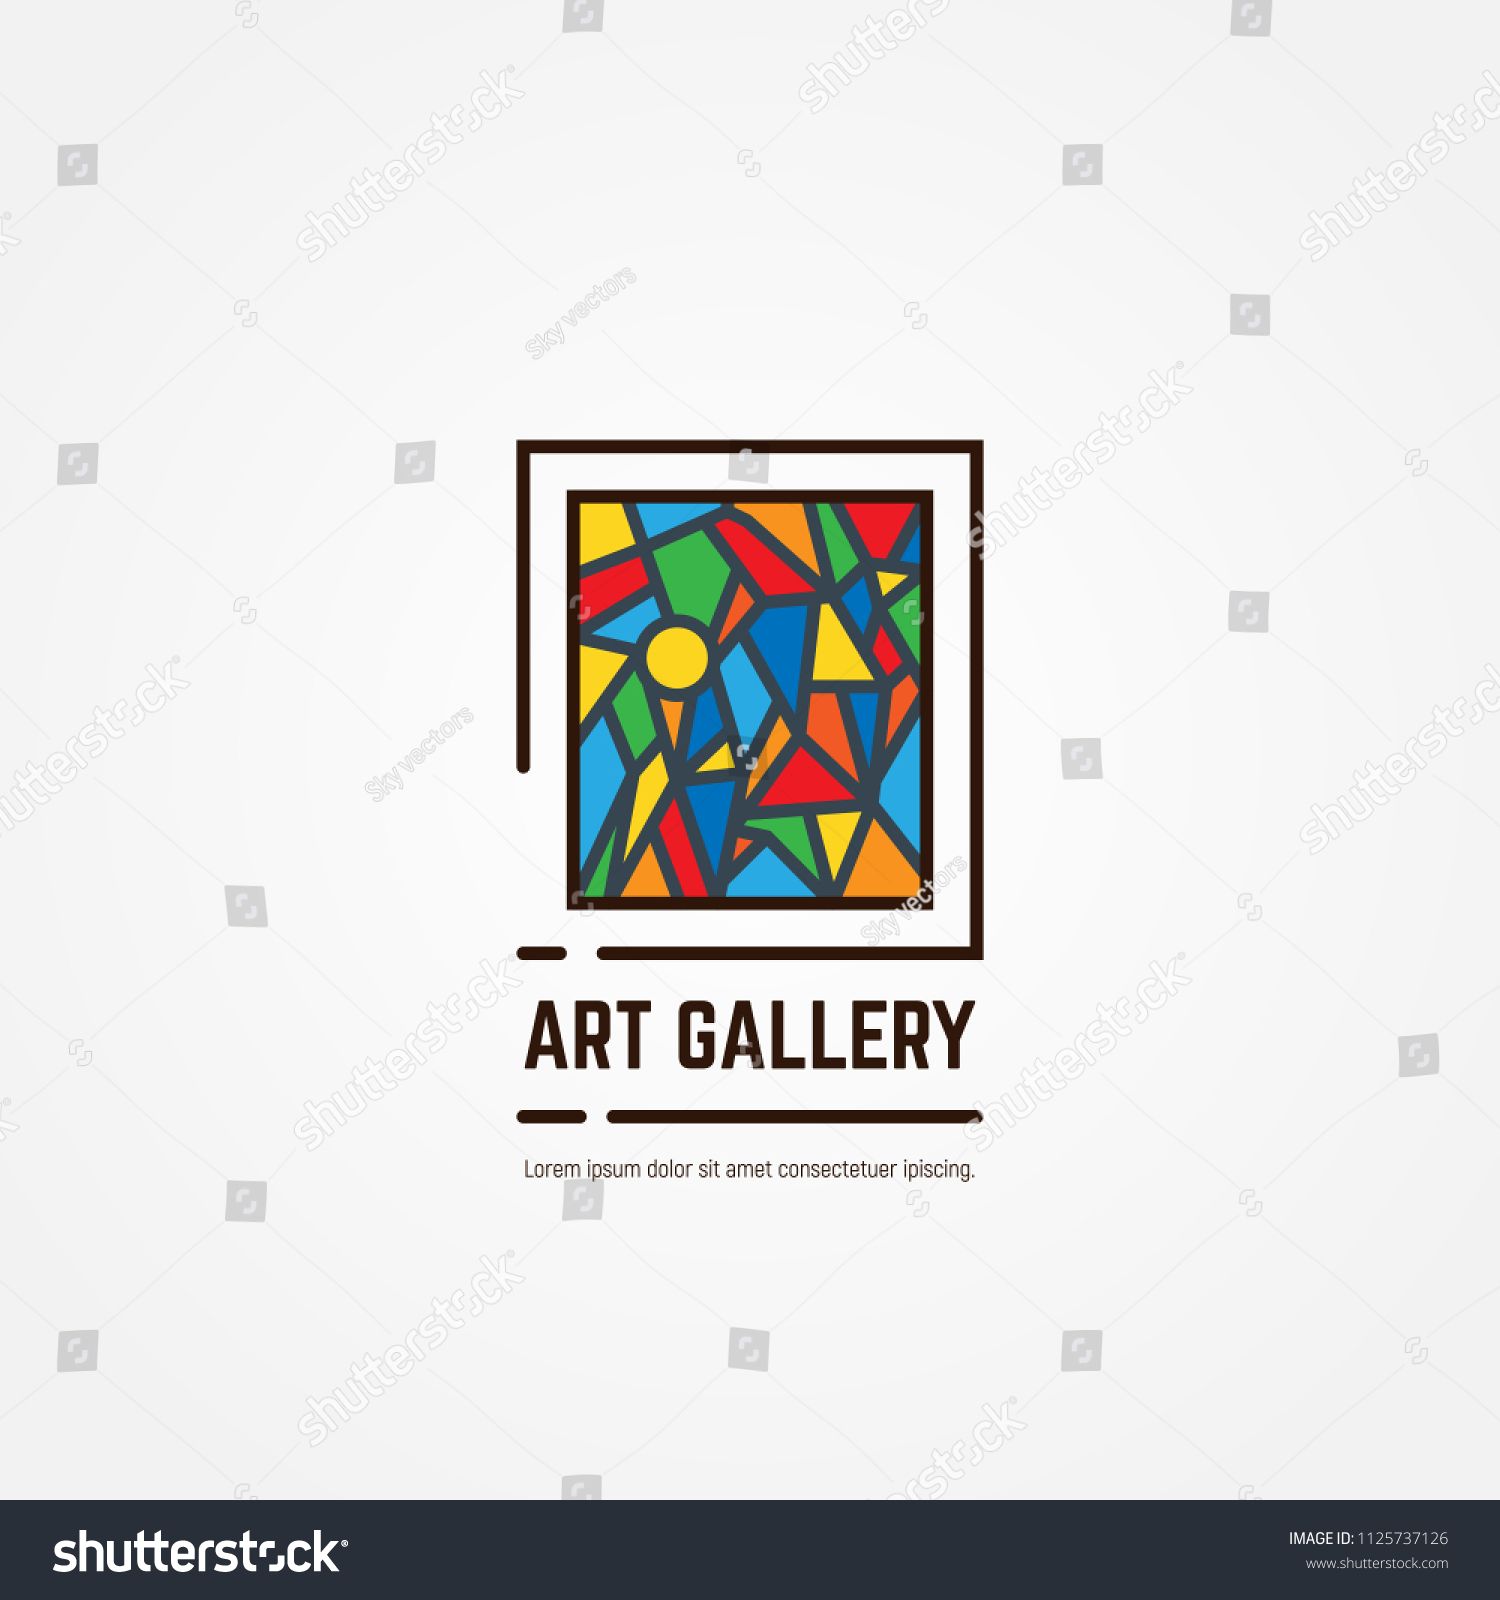 shutterstock
sky vectors
ART GALLERY
Lorem ipsum dolor sit amet consectetuer ipiscing.
shutterstock
IMAGE ID: 1125737126
www.shutterstock.com